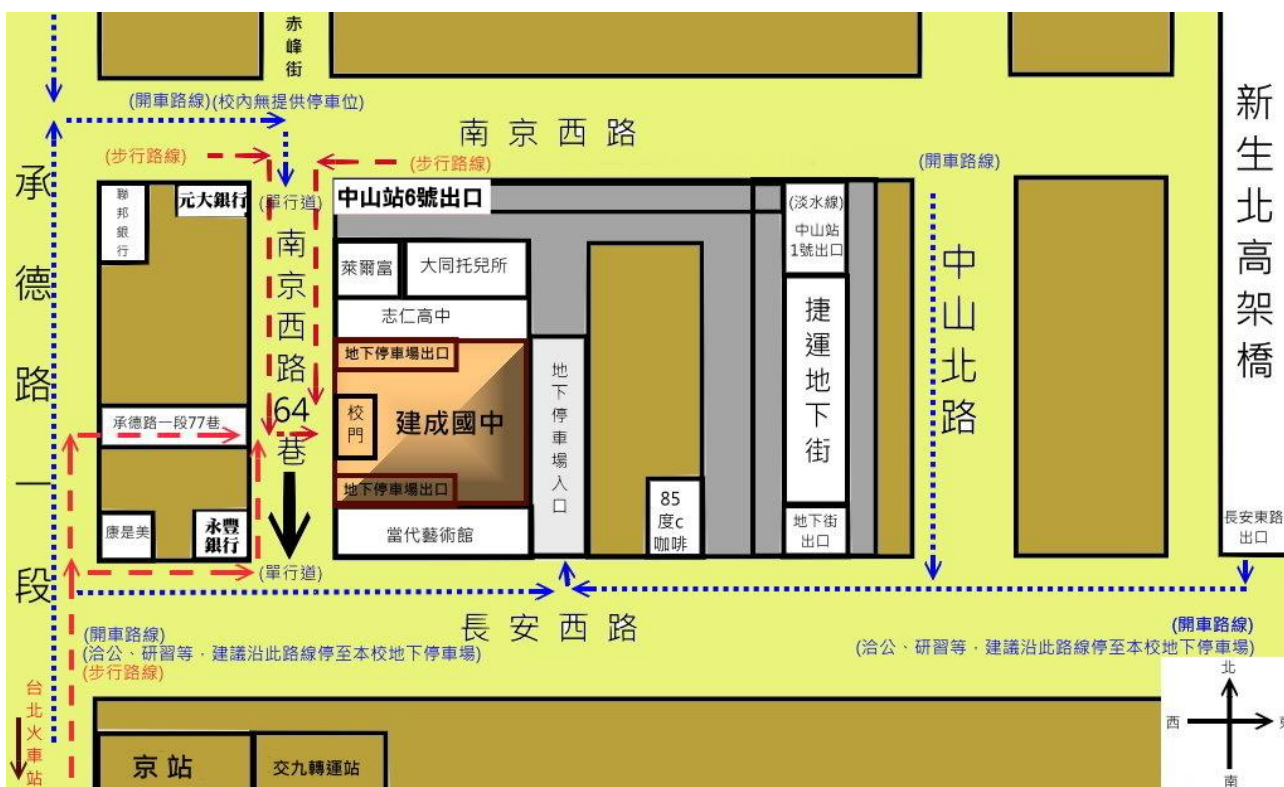 赤峰街
(開車路線)(校內無提供停車位)
南京西路
新生北高架橋
承德路一段
(步行路線)
(步行路線)
(開車路線)
聯邦銀行
元大銀行
(單行道)
中山站6號出口
(淡水線)
中山站
1號出口
南京西路64巷
萊爾富
大同托兒所
中山北路
志仁高中
捷運地下街
地下停車場出口
地下停車場入口
校門
建成國中
承德路一段77巷
地下停車場出口
85
度c
咖啡
康是美
永豐
銀行
當代藝術館
地下街
出口
長安東路
出口
(單行道)
長安西路
(開車路線)
(洽公、研習等，建議沿此路線停至本校地下停車場)
(步行路線)
(開車路線)
(洽公、研習等，建議沿此路線停至本校地下停車場)
台北火車站
京站
交九轉運站
北
西
東
南